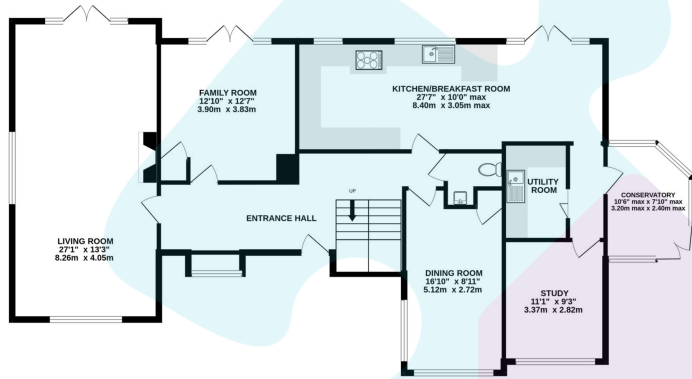 FAMILY ROOM
12'10" x 12'7"
3.90m x 3.83m
KITCHEN/BREAKFAST ROOM
27'7" x 10'0" max
8.40m x 3.05m max
UTILITY
ROOM
CONSERVATORY
10'6" max x 7'10" max
3.20m max x 2.40m max
UP
ENTRANCE HALL
LIVING ROOM
27'1" x 13'3"
8.26m x 4.05m
DINING ROOM
16'10" x 8'11"
5.12m x 2.72m
STUDY
11'1" x 9'3"
3.37m x 2.82m